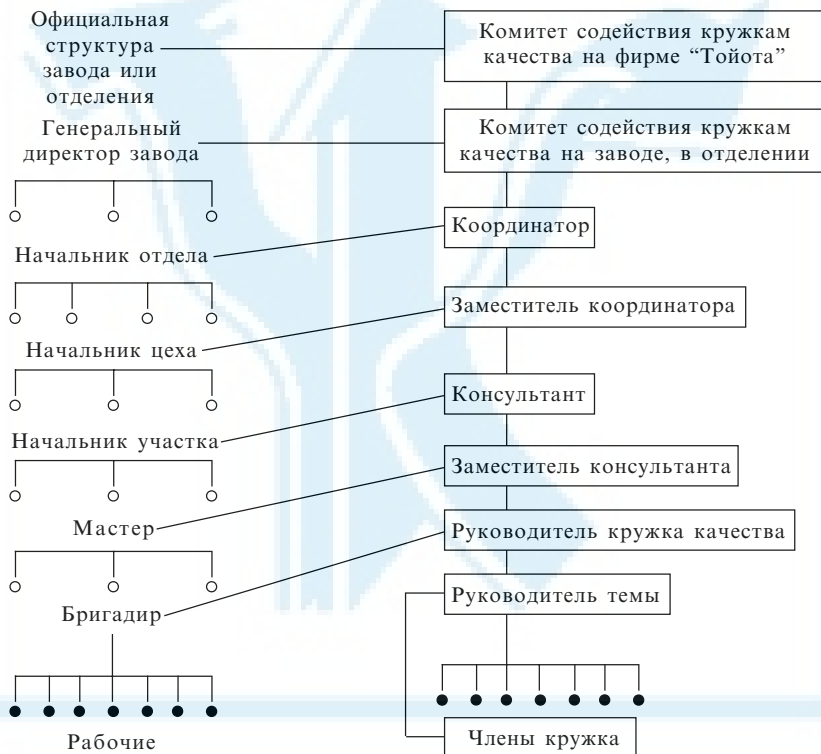 Официальная
структура
завода или
отделения
Комитет содействия кружкам
качества на фирме “Тойота”
Генеральный
директор завода
Комитет содействия кружкам
качества на заводе, в отделении
Координатор
Начальник отдела
Заместитель координатора
Начальник цеха
Консультант
Начальник участка
Заместитель консультанта
Мастер
Руководитель кружка качества
Руководитель темы
Бригадир
Рабочие
Члены кружка